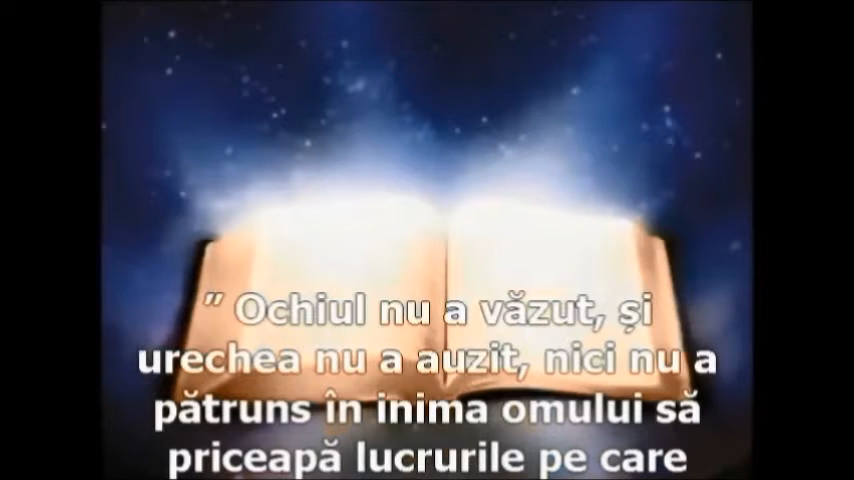 ” Ochiul nu a văzut, și
urechea nu a auzit, nici nu a
pătruns în inima omului să
priceapă lucrurile pe care